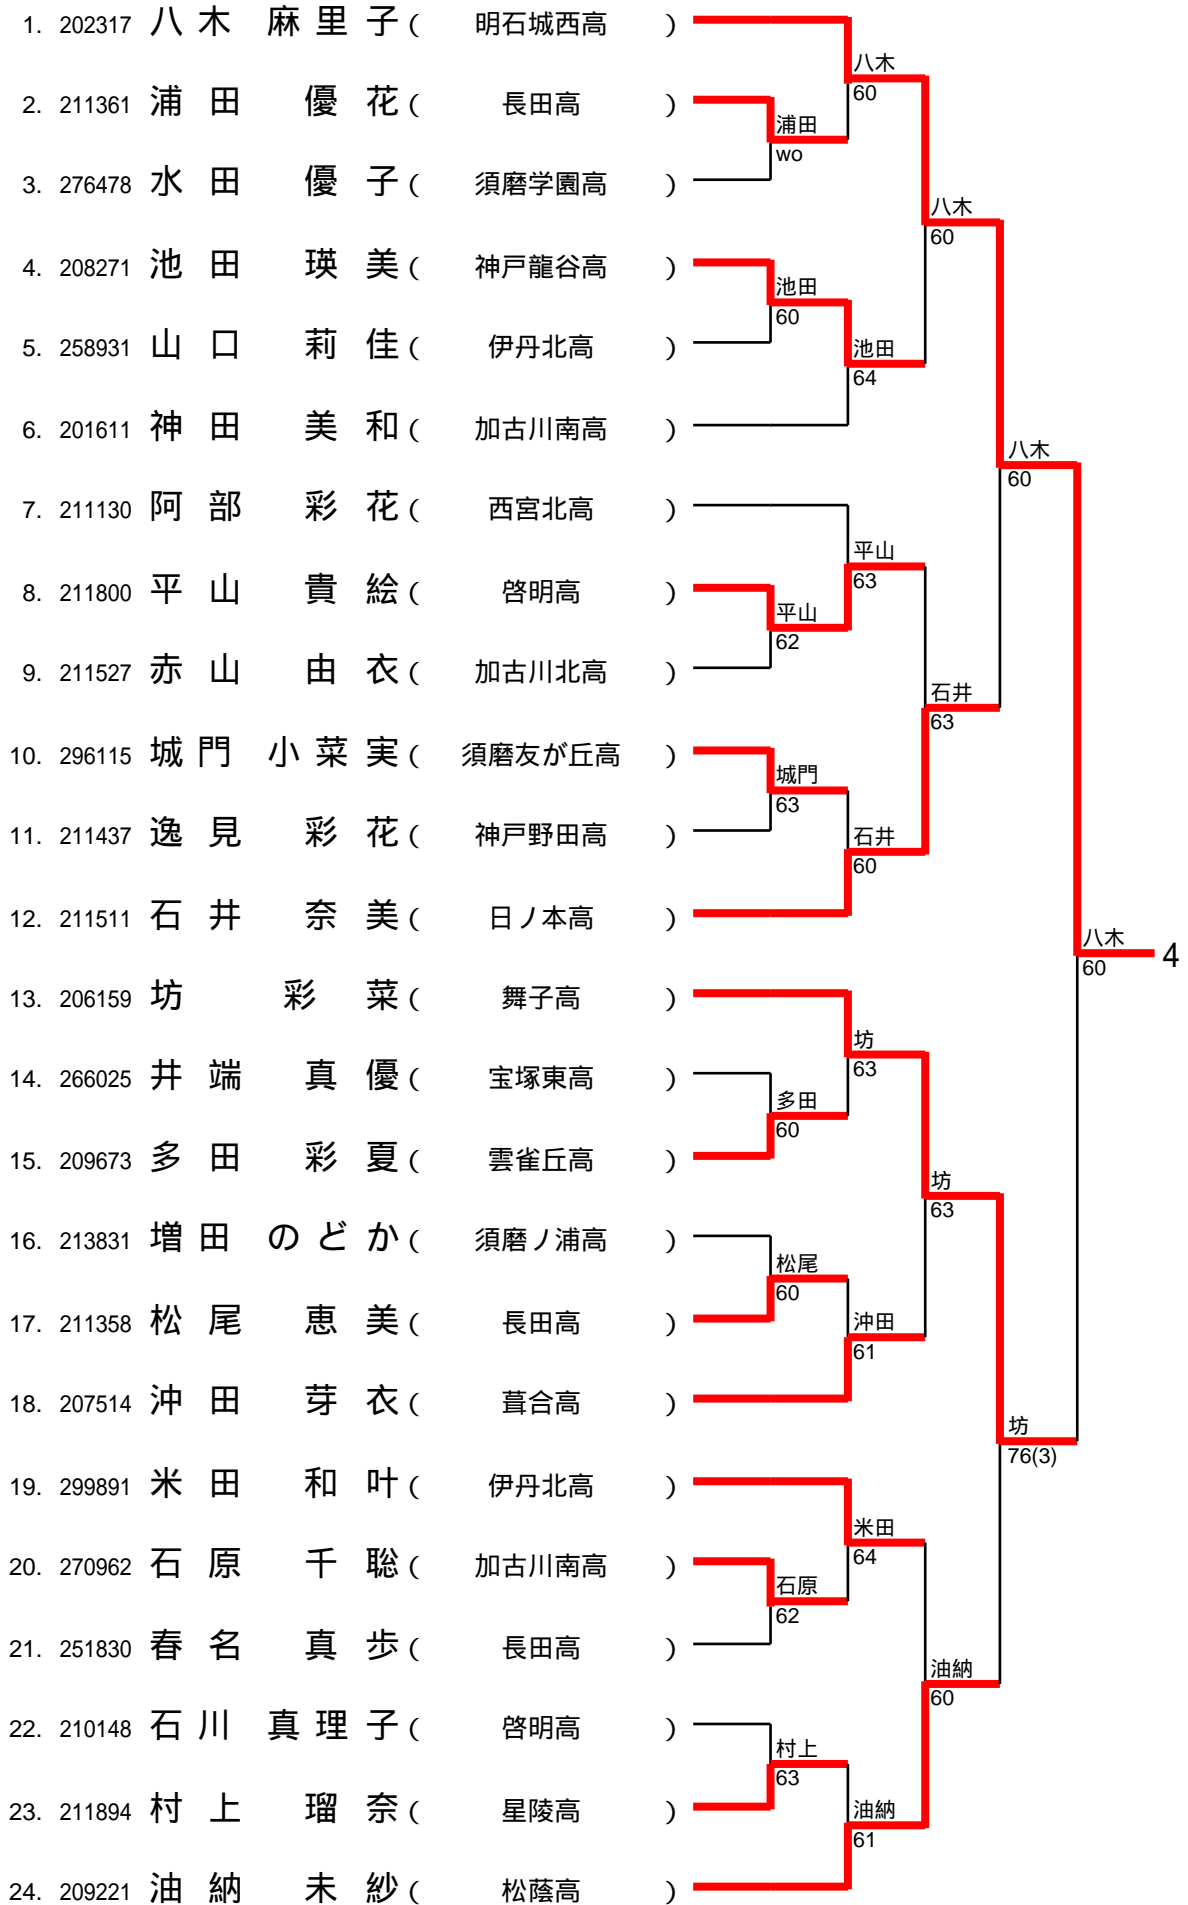 1. 202317 八木 麻里子 ( 明石城西高 )
八木
60
2. 211361 浦田 優花 ( 長田高 )
浦田
wo
3. 276478 水田 優子 ( 須磨学園高 )
八木
60
4. 208271 池田 瑛美 ( 神戸龍谷高 )
池田
60
5. 258931 山口 莉佳 ( 伊丹北高 )
池田
64
6. 201611 神田 美和 ( 加古川南高 )
八木
60
7. 211130 阿部 彩花 ( 西宮北高 )
平山
63
8. 211800 平山 貴絵 ( 啓明高 )
平山
62
9. 211527 赤山 由衣 ( 加古川北高 )
石井
63
10. 296115 城門 小菜実 ( 須磨友が丘高 )
城門
63
11. 211437 逸見 彩花 ( 神戸野田高 )
石井
60
12. 211511 石井 奈美 ( 日ノ本高 )
八木
60
4
13. 206159 坊 彩菜 ( 舞子高 )
坊
63
14. 266025 井端 真優 ( 宝塚東高 )
多田
60
15. 209673 多田 彩夏 ( 雲雀丘高 )
坊
63
16. 213831 増田 のどか ( 須磨ノ浦高 )
松尾
60
17. 211358 松尾 恵美 ( 長田高 )
沖田
61
18. 207514 沖田 芽衣 ( 葺合高 )
坊
76(3)
19. 299891 米田 和叶 ( 伊丹北高 )
米田
64
20. 270962 石原 千聡 ( 加古川南高 )
石原
62
21. 251830 春名 真歩 ( 長田高 )
油納
60
22. 210148 石川 真理子 ( 啓明高 )
村上
63
23. 211894 村上 瑠奈 ( 星陵高 )
油納
61
24. 209221 油納 未紗 ( 松蔭高 )